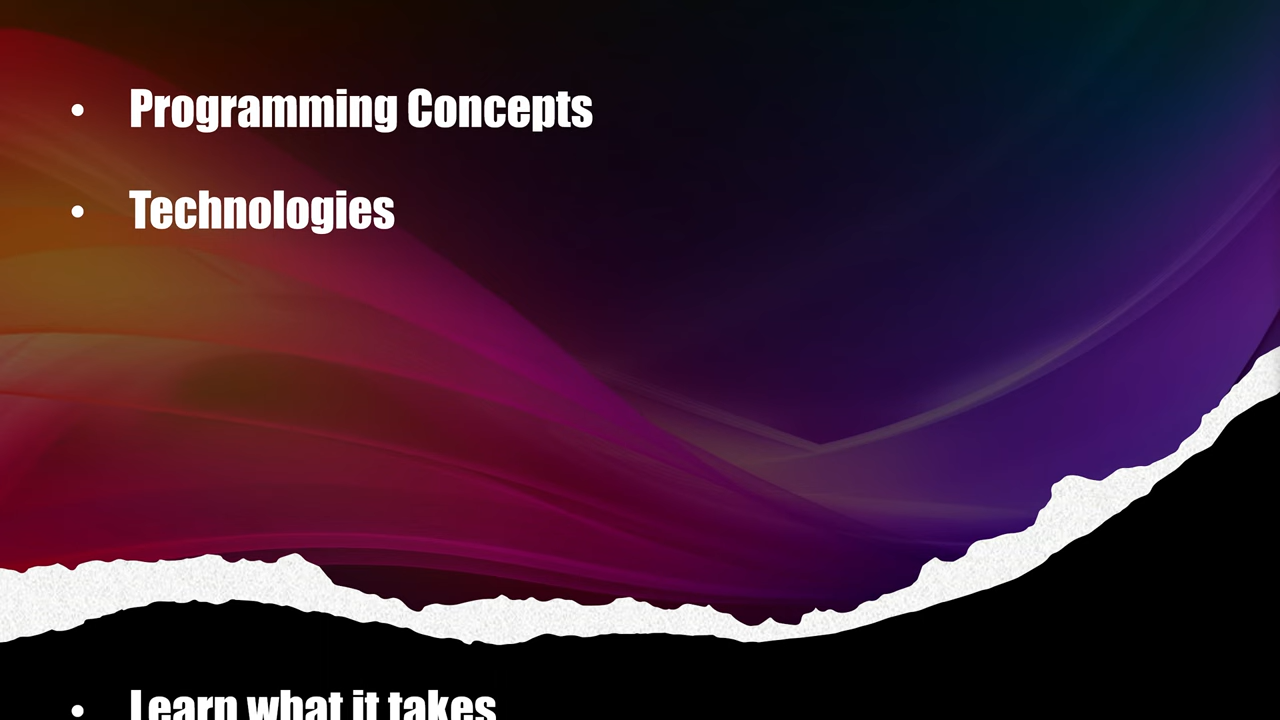 • Programming Concepts
• Technologies
• Learn what it takes